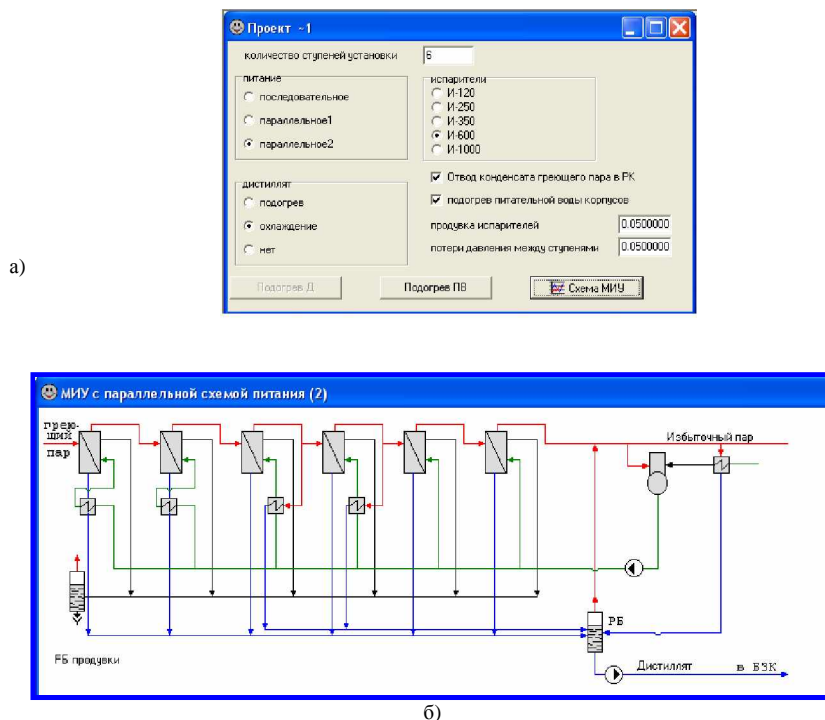 Проект ~1
количество ступеней установки 6
питание
последовательное
параллельное1
параллельное2
испарители
И-120
И-250
И-350
И-600
И-1000
дистиллят
подогрев
охлаждение
нет
Отвод конденсата греющего пара в РК
подогрев питательной воды корпусов
продувка испарителей 0.0500000
потери давления между ступенями 0.0500000
а)
Подогрев Д
Подогрев ПВ
Схема МИУ
МИУ с параллельной схемой питания (2)
грею-
щий
пар
Избыточный пар
РБ
РБ продувки
Дистиллят в БЗК
б)